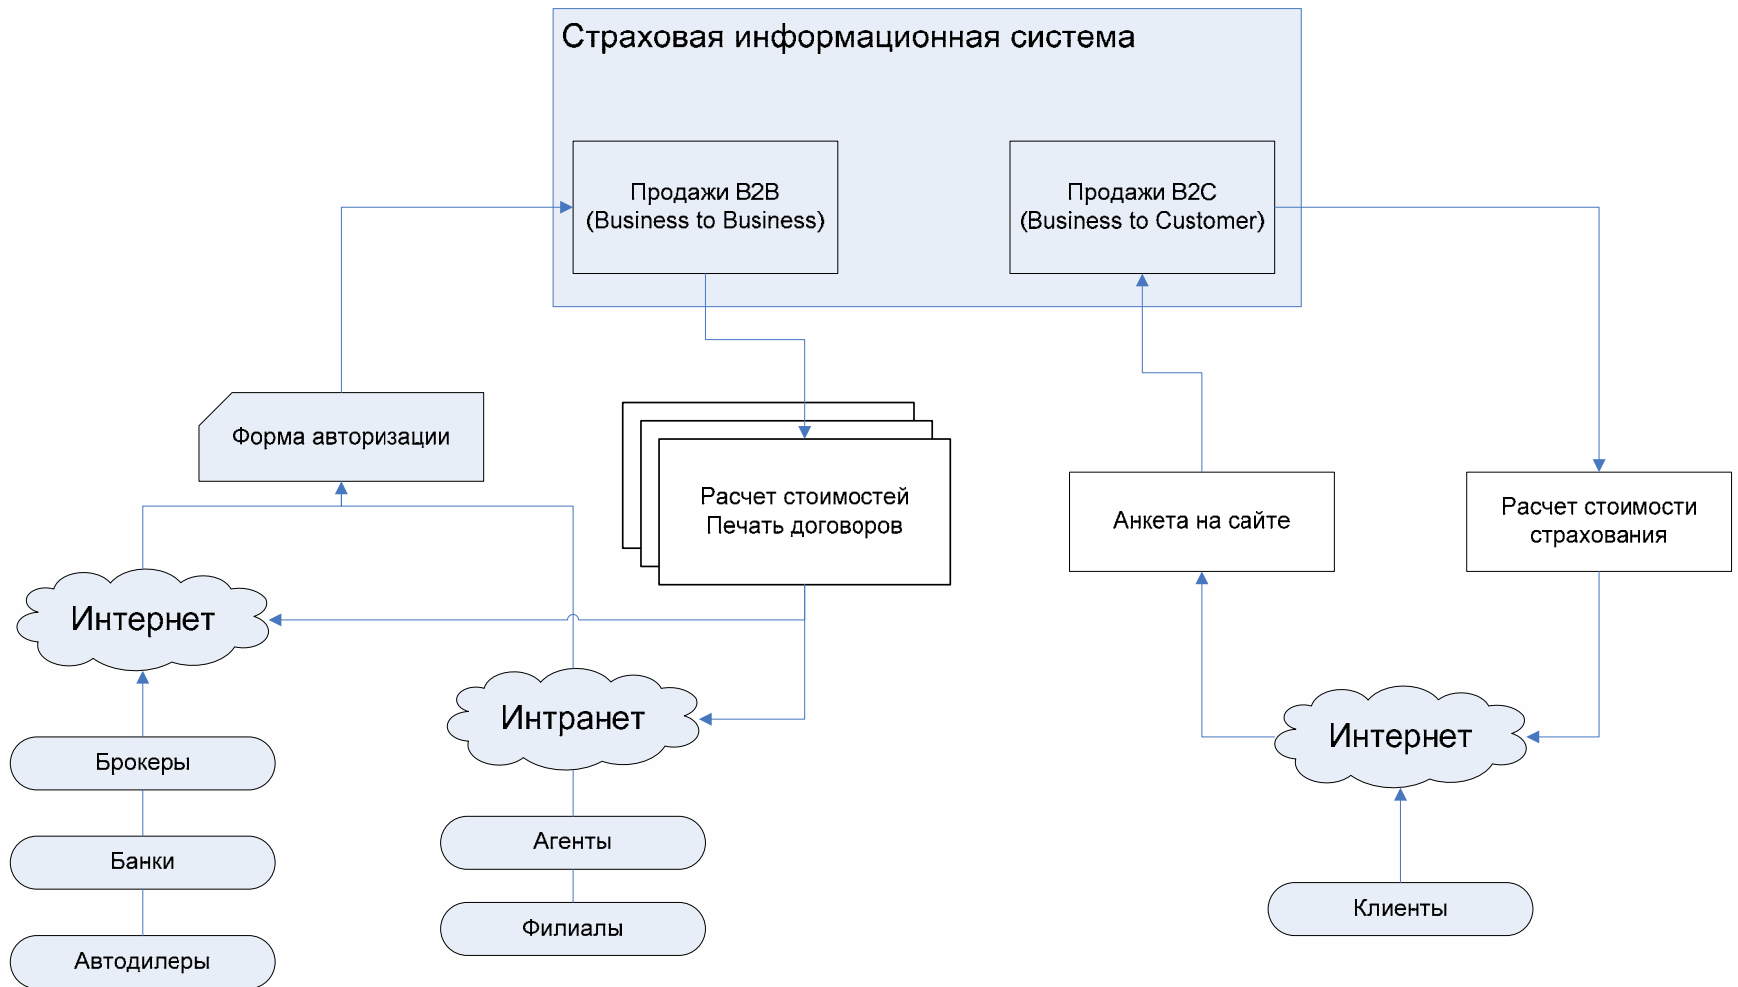 Страховая информационная система
Продажи B2B
(Business to Business)
Продажи B2C
(Business to Customer)
Форма авторизации
Расчет стоимостей
Печать договоров
Анкета на сайте
Расчет стоимости
страхования
Интернет
Интранет
Интернет
Брокеры
Банки
Автодилеры
Агенты
Филиалы
Клиенты